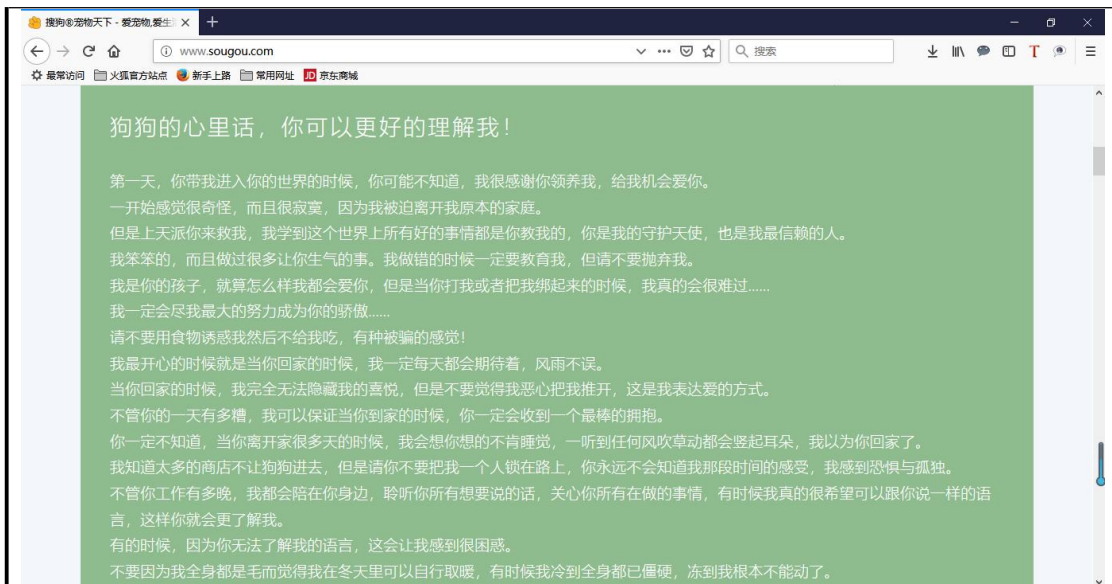 搜狗®宠物天下 - 爱宠物,爱生
www.sougou.com
搜索
最常访问 火狐官方站点 新手上路 常用网址 JD 京东商城
狗狗的心里话，你可以更好的理解我！
第一天，你带我进入你的世界的时候，你可能不知道，我很感谢你领养我，给我机会爱你。
一开始感觉很奇怪，而且很寂寞，因为我被迫离开我原本的家庭。
但是上天派你来救我，我学到这个世界上所有好的事情都是你教我的，你是我的守护天使，也是我最信赖的人。
我笨笨的，而且做过很多让你生气的事。我做错的时候一定要教育我，但请不要抛弃我。
我是你的孩子，就算怎么样我都会爱你，但是当你打我或者把我绑起来的时候，我真的会很难过......
我一定会尽我最大的努力成为你的骄傲......
请不要用食物诱惑我然后不给我吃，有种被骗的感觉！
我最开心的时候就是当你回家的时候，我一定每天都会期待着，风雨不误。
当你回家的时候，我完全无法隐藏我的喜悦，但是不要觉得我恶心把我推开，这是我表达爱的方式。
不管你的一天有多糟，我可以保证当你到家的时候，你一定会收到一个最棒的拥抱。
你一定不知道，当你离开家很多天的时候，我会想你想的不肯睡觉，一听到任何风吹草动都会竖起耳朵，我以为你回家了。
我知道太多的商店不让狗狗进去，但是请你不要把我一个人锁在路上，你永远不会知道我那段时间的感受，我感到恐惧与孤独。
不管你工作有多晚，我都会陪在你身边，聆听你所有想要说的话，关心你所有在做的事情，有时候我真的很希望可以跟你说一样的语
言，这样你就会更了解我。
有的时候，因为你无法了解我的语言，这会让我感到很困惑。
不要因为我全身都是毛而觉得我在冬天里可以自行取暖，有时候我冷到全身都已僵硬，冻到我根本不能动了。